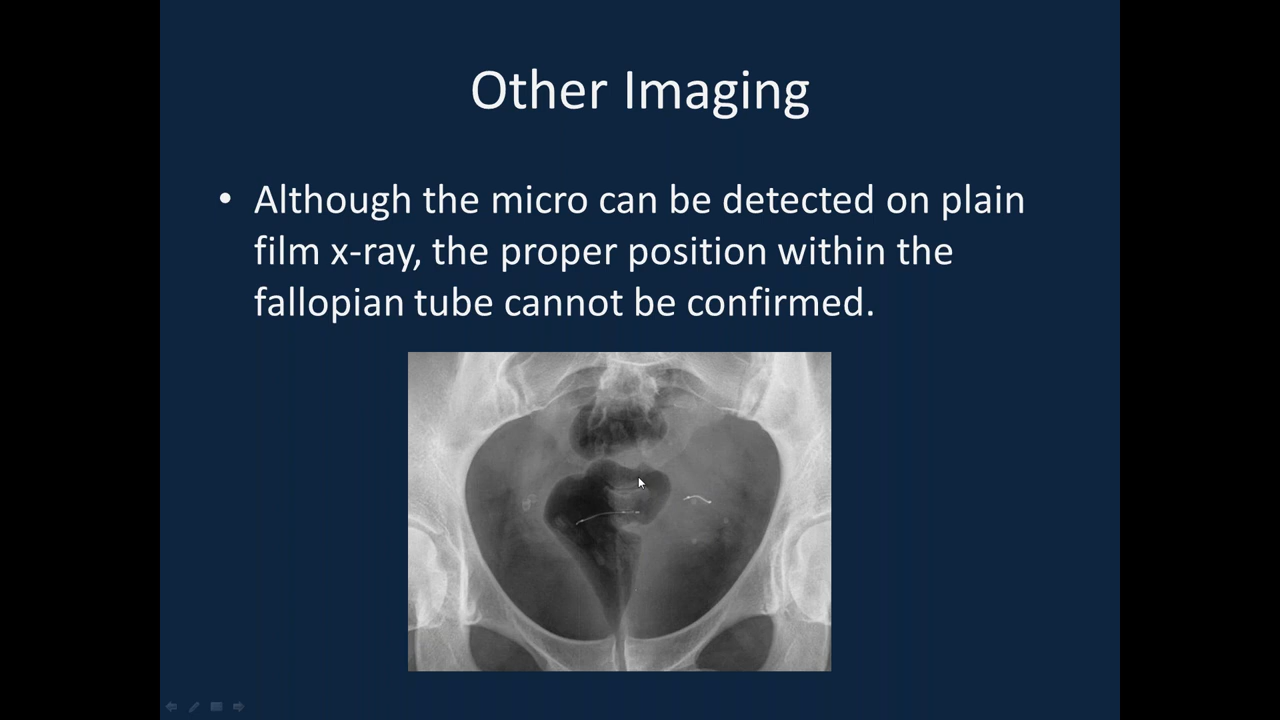 Other Imaging
• Although the micro can be detected on plain
film x-ray, the proper position within the
fallopian tube cannot be confirmed.